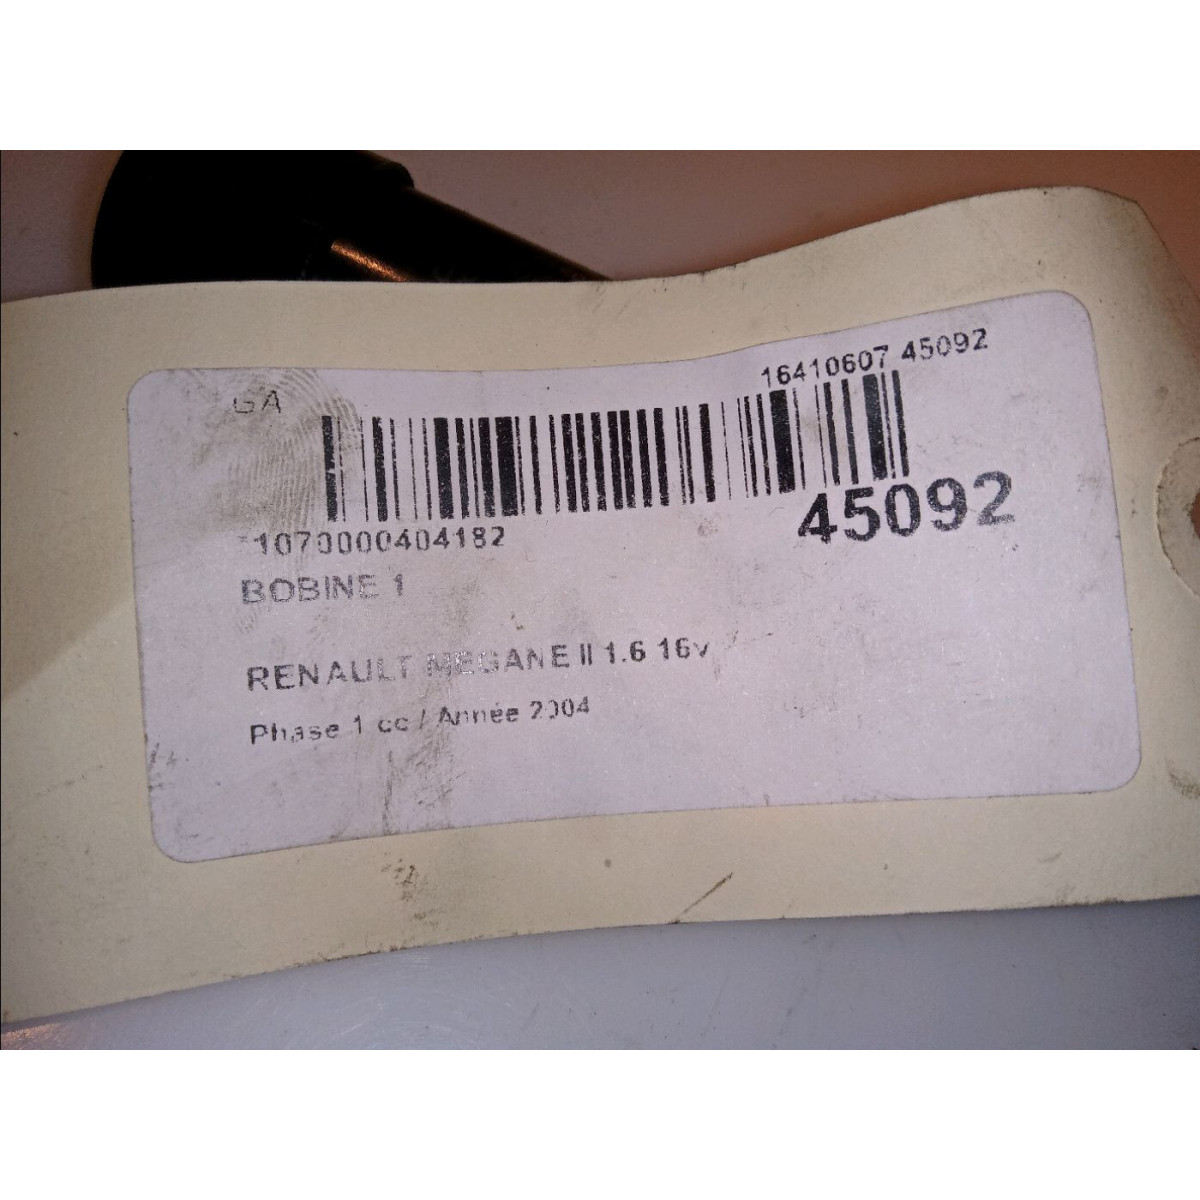 GA
16410607 45092
1070000404182
45092
BOBINE 1
RENAULT MEGANE II 1.6 16v
Phase 1 cc / Année 2004